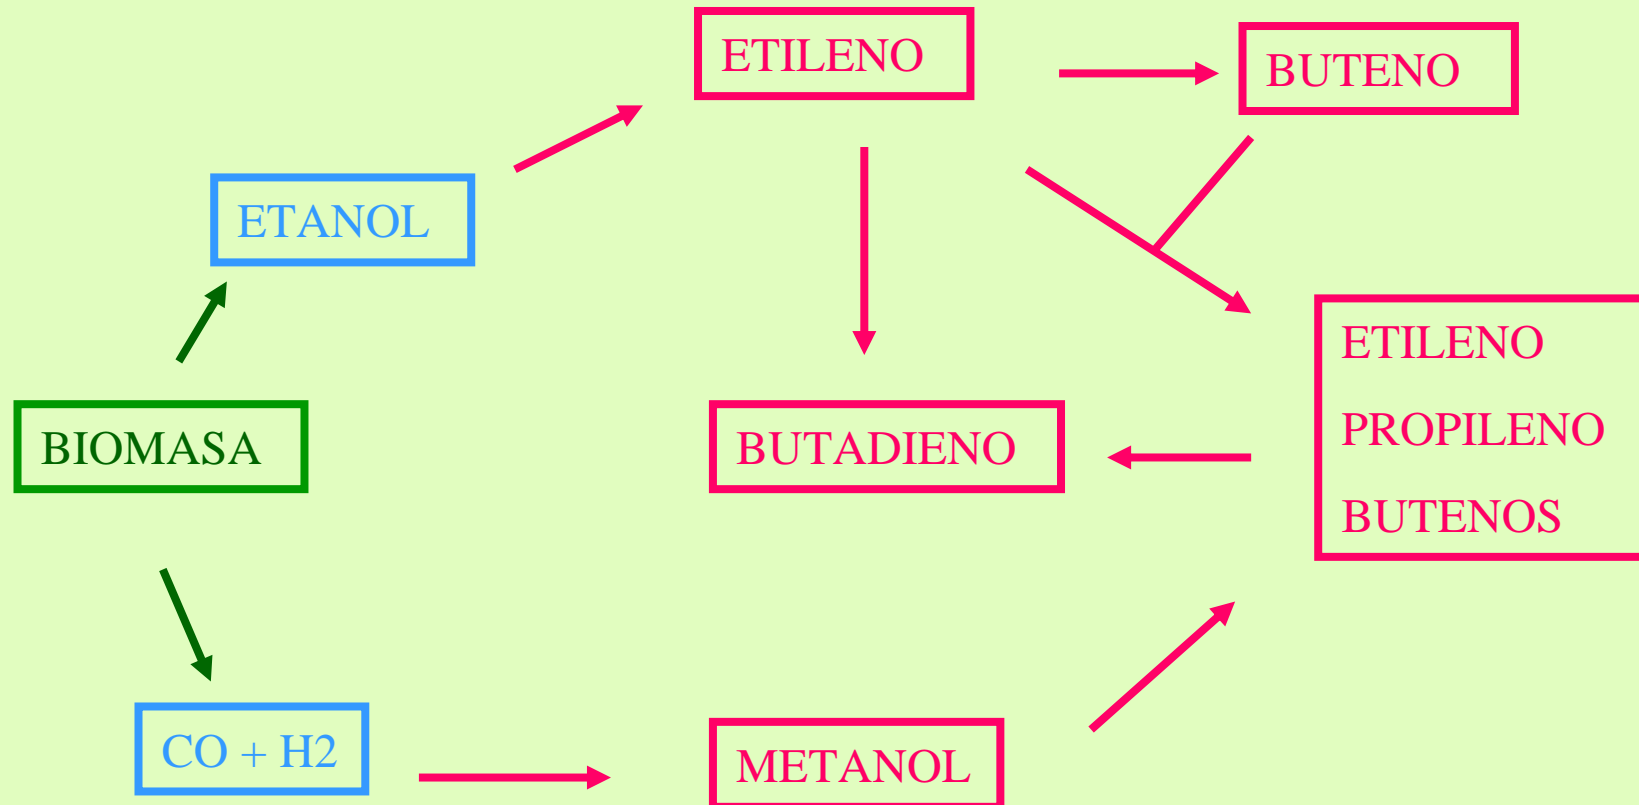 ETILENO
BUTENO
ETANOL
BIOMASA
BUTADIENO
ETILENO
PROPILENO
BUTENOS
CO + H2
METANOL